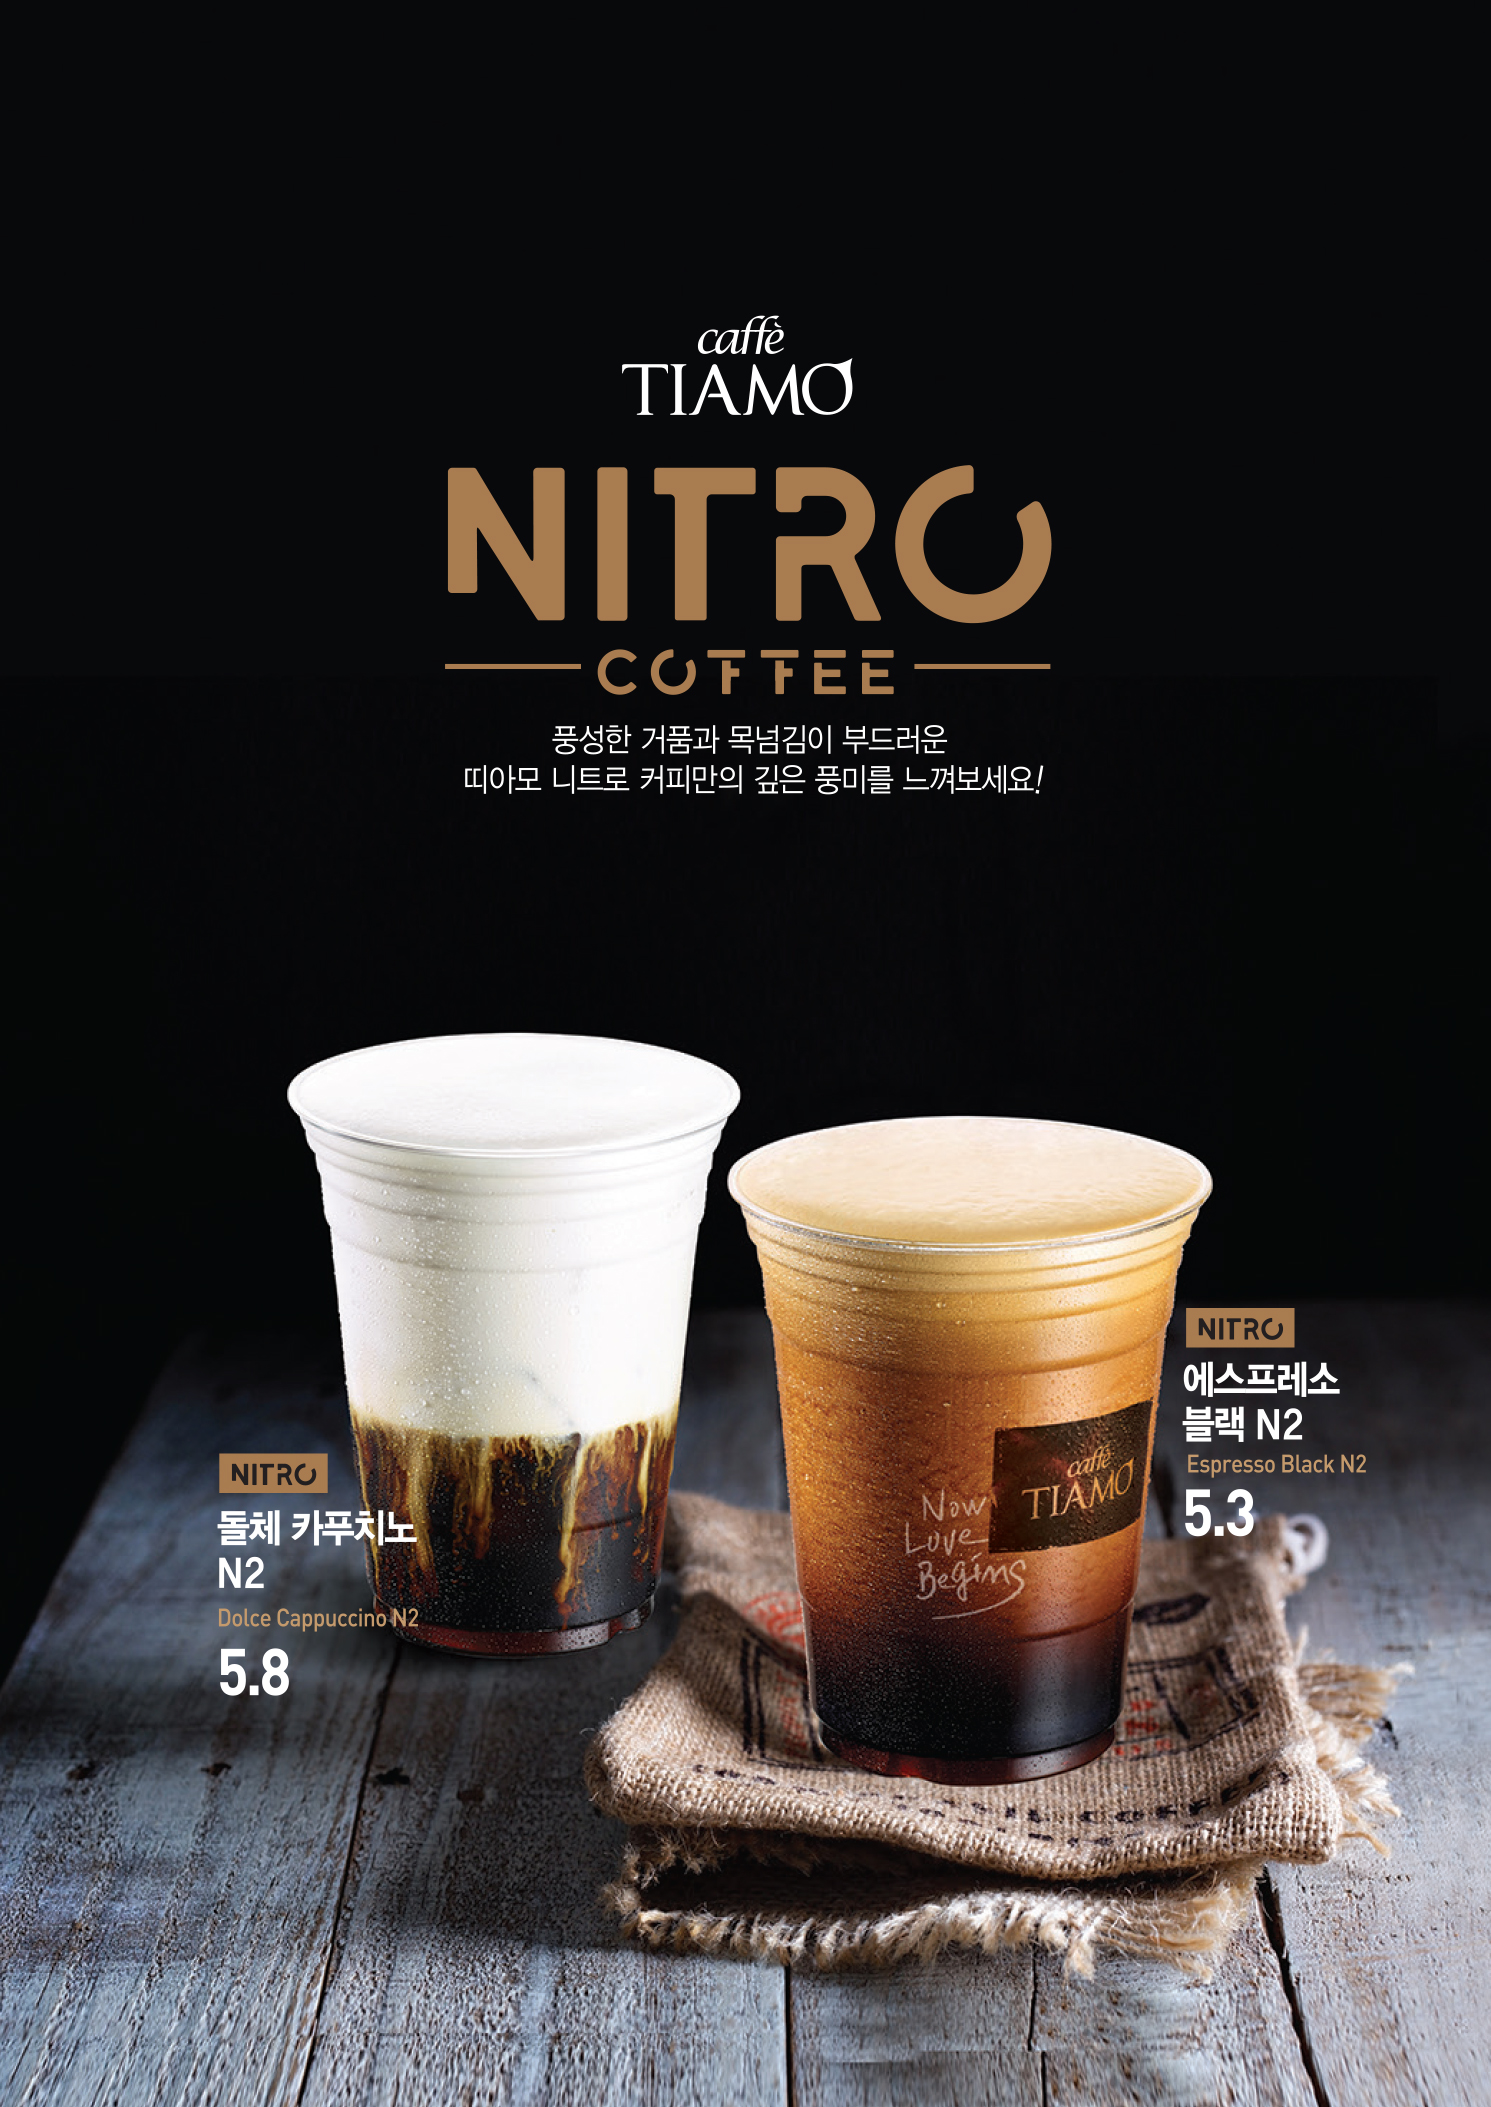 caffè
TIAMO
NITRO
COFFEE
풍성한 거품과 목넘김이 부드러운
띠아모 니트로 커피만의 깊은 풍미를 느껴보세요!
NITRO
에스프레소
블랙 N2
Espresso Black N2
5.3
caffè
TIAMO
Now
Love
Begins
NITRO
돌체 카푸치노
N2
Dolce Cappuccino N2
5.8